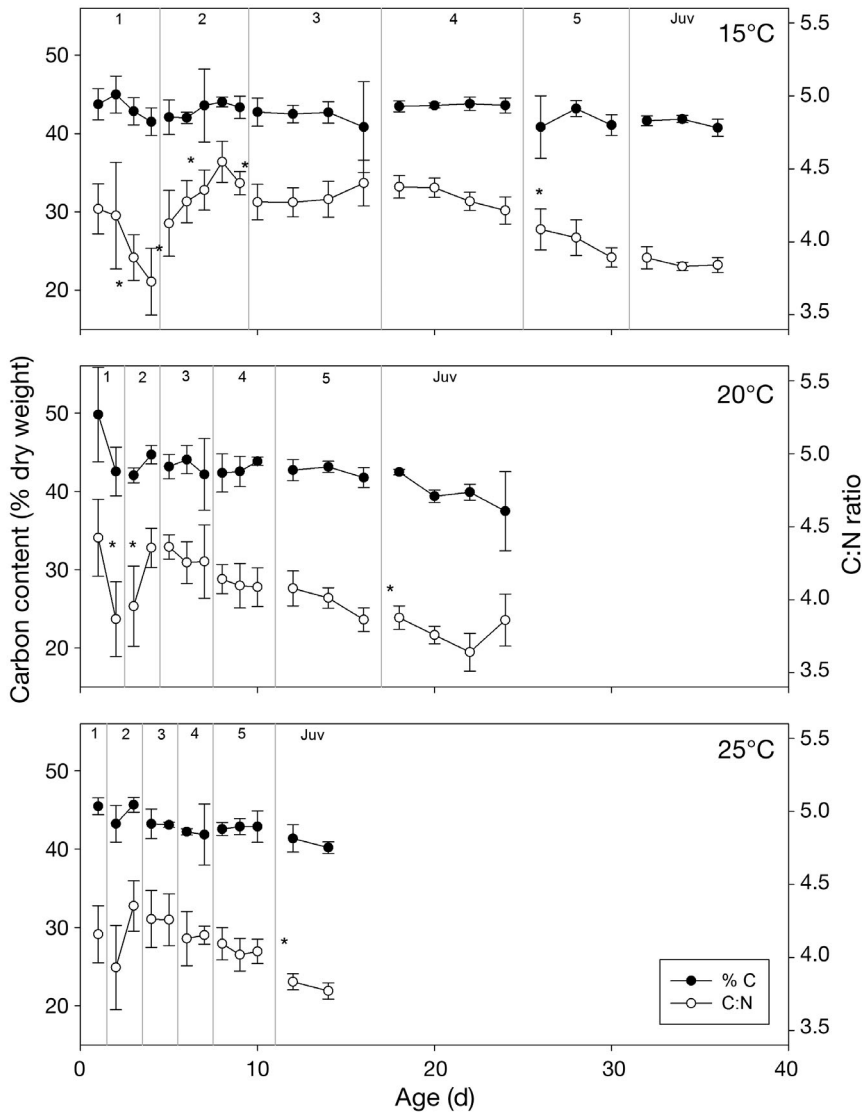 1 2 3 4 5 Juv
15°C
50
40
30
20
5.5
5.0
4.5
4.0
3.5
* * * * * *
1 2 3 4 5 Juv
20°C
50
40
30
20
5.5
5.0
4.5
4.0
3.5
* * *
Carbon content (% dry weight)
C:N ratio
1 2 3 4 5 Juv
25°C
50
40
30
20
5.5
5.0
4.5
4.0
3.5
*
% C
C:N
0 10 20 30 40
Age (d)